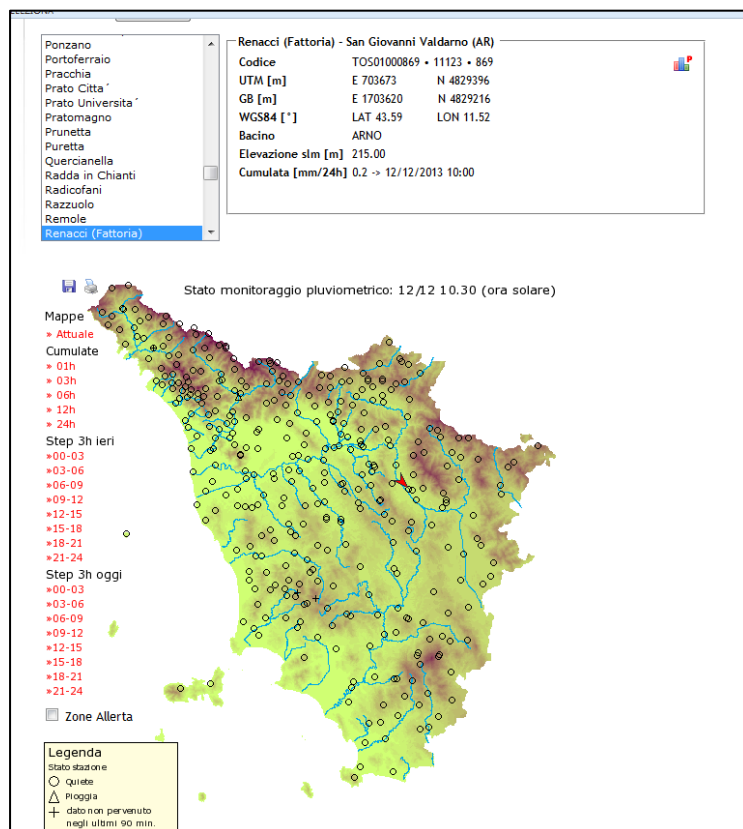 Ponzano
Portoferraio
Pracchia
Prato Citta´
Prato Universita´
Pratomagno
Prunetta
Puretta
Quercianella
Radda in Chianti
Radicofani
Razzuolo
Remole
Renacci (Fattoria)
Renacci (Fattoria) - San Giovanni Valdarno (AR)
Codice TOS01000869 • 11123 • 869
UTM [m] E 703673 N 4829396
GB [m] E 1703620 N 4829216
WGS84 [°] LAT 43.59 LON 11.52
Bacino ARNO
Elevazione slm [m] 215.00
Cumulata [mm/24h] 0.2 -> 12/12/2013 10:00
P
Stato monitoraggio pluviometrico: 12/12 10.30 (ora solare)
Mappe
» Attuale
Cumulate
» 01h
» 03h
» 06h
» 12h
» 24h
Step 3h ieri
»00-03
»03-06
»06-09
»09-12
»12-15
»15-18
»18-21
»21-24
Step 3h oggi
»00-03
»03-06
»06-09
»09-12
»12-15
»15-18
»18-21
»21-24
Zone Allerta
Legenda
Stato stazione
Quiete
Pioggia
dato non pervenuto
negli ultimi 90 min.